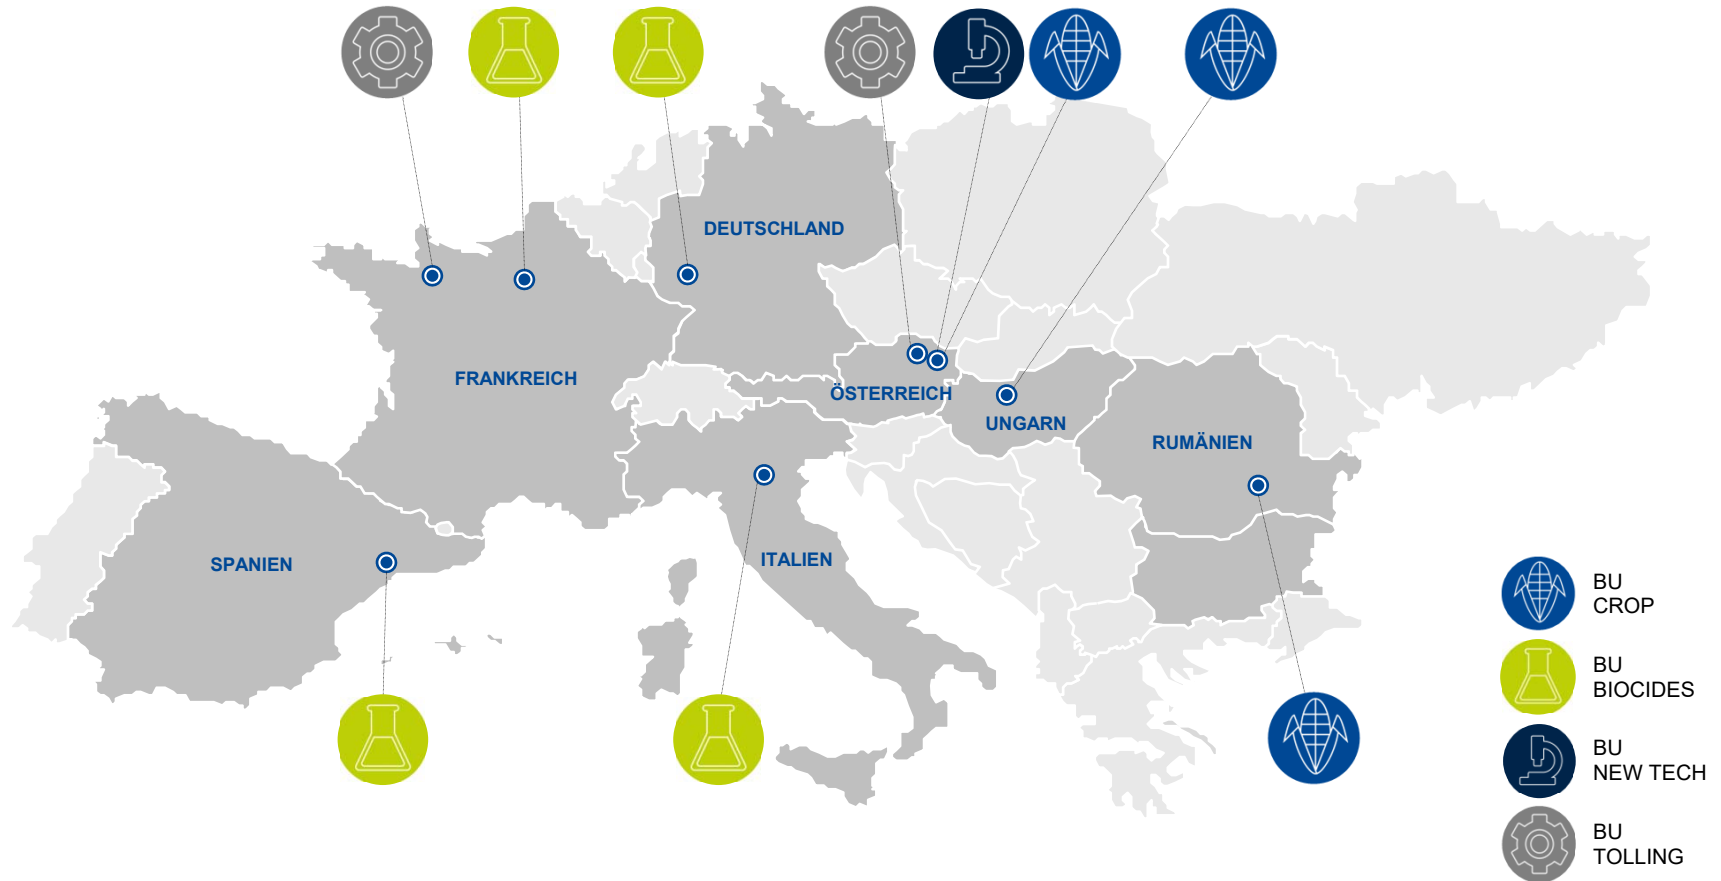 DEUTSCHLAND
FRANKREICH
ÖSTERREICH
UNGARN
RUMÄNIEN
SPANIEN
ITALIEN
BU
CROP
BU
BIOCIDES
BU
NEW TECH
BU
TOLLING